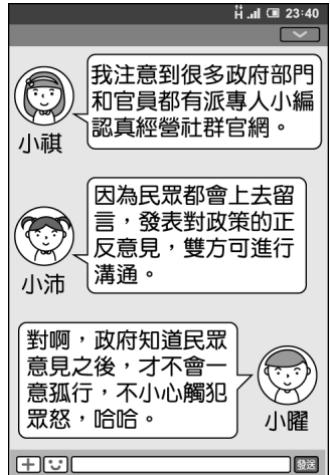 H 23:40
我注意到很多政府部門
和官員都有派專人小編
認真經營社群官網。
小祺
因為民眾都會上去留
言，發表對政策的正
反意見，雙方可進行
溝通。
小沛
對啊，政府知道民眾
意見之後，才不會一
意孤行，不小心觸犯
眾怒，哈哈。
小曜
發送